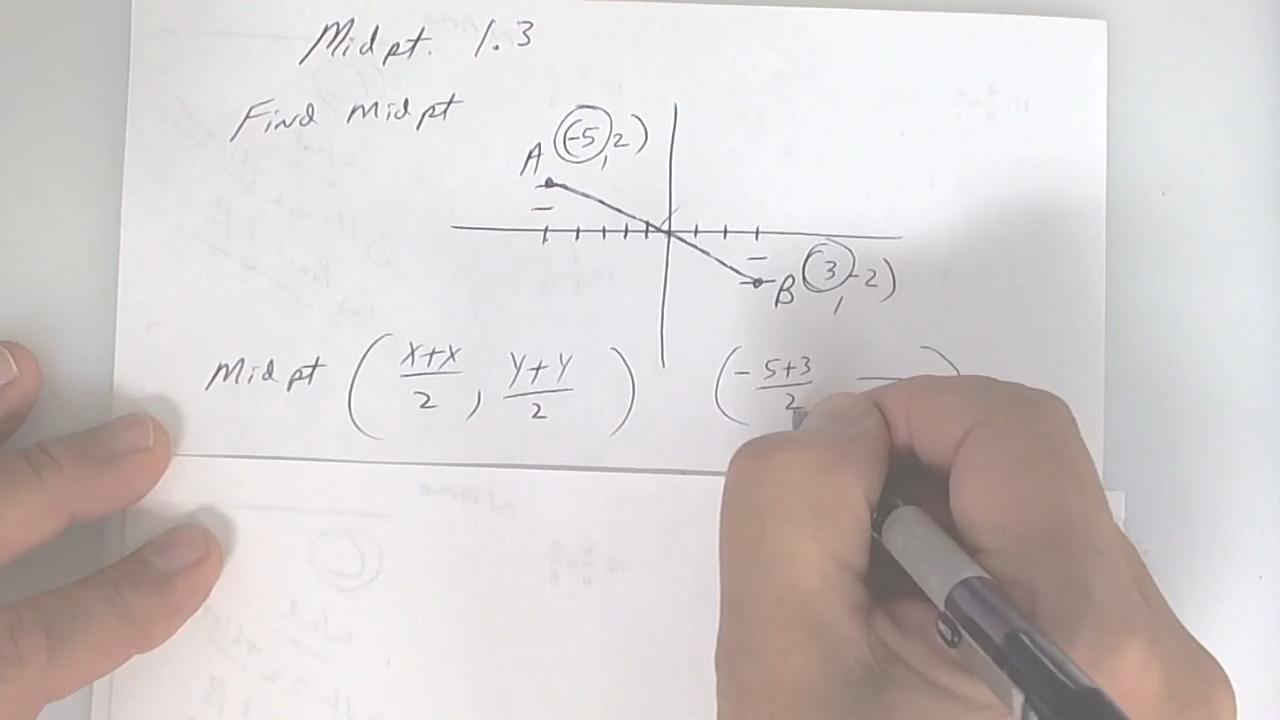 Midpt. 1.3
Find midpt
A (-5, 2)
B (3, -2)
Midpt ( x+x/2 , y+y/2 ) ( -5+3/2 )